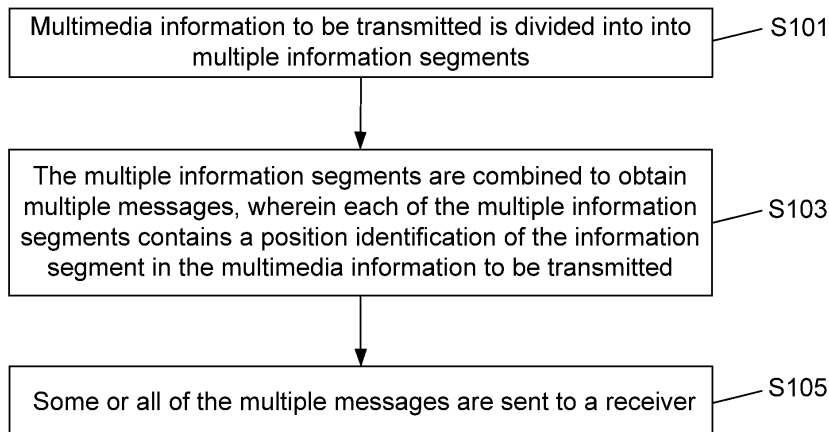 Multimedia information to be transmitted is divided into into
multiple information segments
S101
The multiple information segments are combined to obtain
multiple messages, wherein each of the multiple information
segments contains a position identification of the information
segment in the multimedia information to be transmitted
S103
Some or all of the multiple messages are sent to a receiver
S105